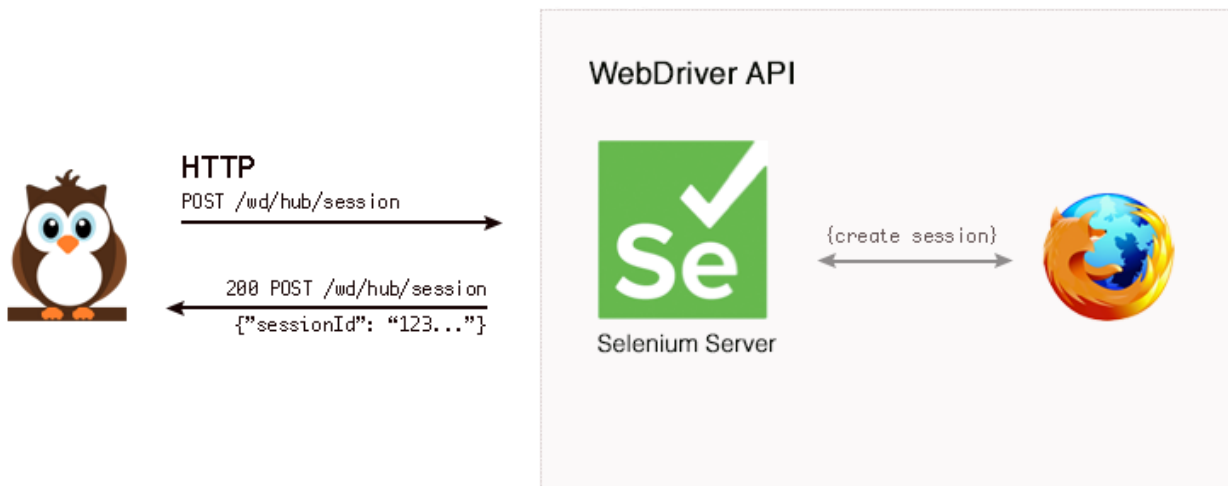 WebDriver API
HTTP
POST /wd/hub/session
200 POST /wd/hub/session
{”sessionId”: “123...”}
Se
Selenium Server
{create session}